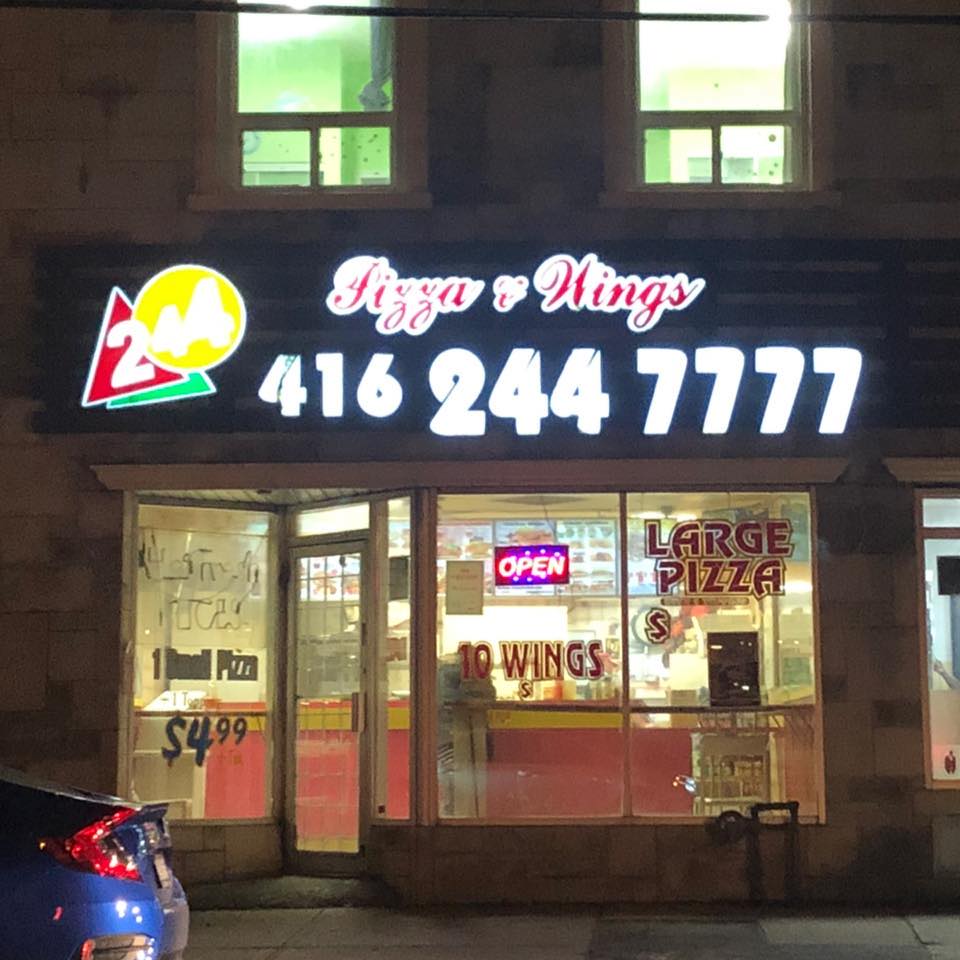 244
Pizza & Wings
416 244 7777
OPEN
LARGE
PIZZA
$
10 WINGS
$
1 Small Pizza
$4.99